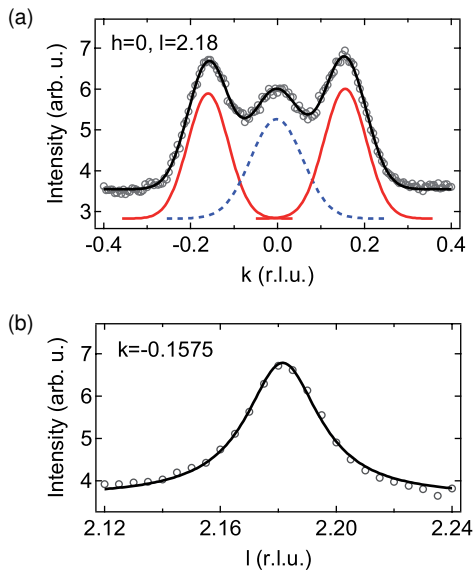 (a)
h=0, l=2.18
7
6
5
4
3
Intensity (arb. u.)
-0.4
-0.2
0.0
0.2
0.4
k (r.l.u.)
(b)
k=-0.1575
7
6
5
4
Intensity (arb. u.)
2.12
2.16
2.20
2.24
l (r.l.u.)